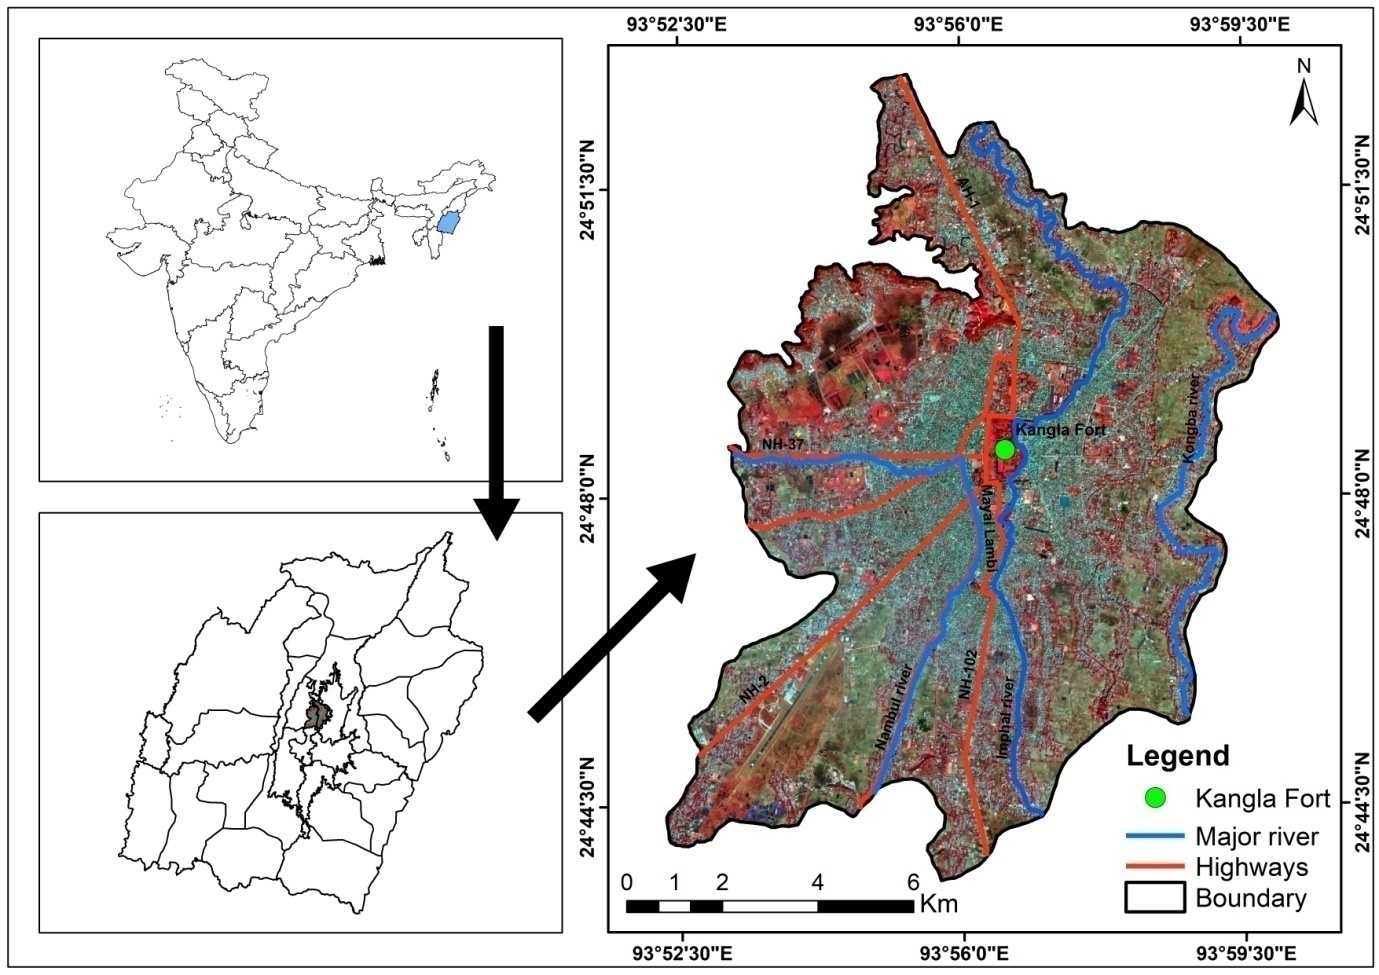 93°52'30"E
93°56'0"E
93°59'30"E
N
24°51'30"N
24°51'30"N
AH-1
Kongba river
Kangla Fort
NH-37
24°48'0"N
24°48'0"N
Mayai Lambi
NH-2
Nambul river
NH-102
Imphal river
24°44'30"N
24°44'30"N
Legend
Kangla Fort
Major river
Highways
Boundary
0 1 2 4 6
Km
93°52'30"E
93°56'0"E
93°59'30"E